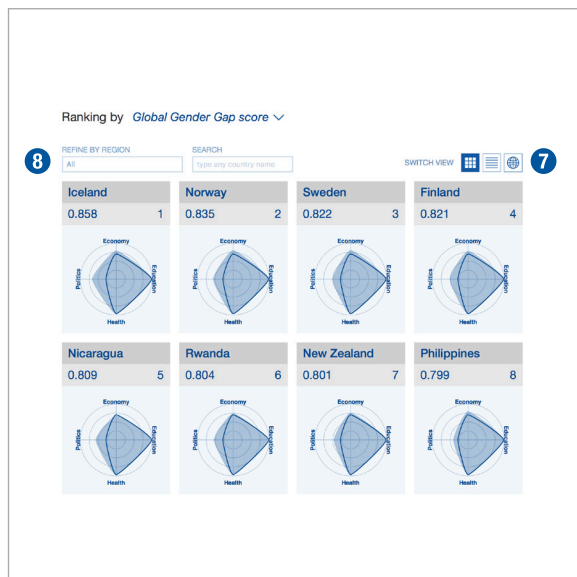 Ranking by Global Gender Gap score
8
REFINE BY REGION
All
SEARCH
type any country name
SWITCH VIEW
7
Iceland
0.858 1
Economy
Politics
Education
Health
Norway
0.835 2
Economy
Politics
Education
Health
Sweden
0.822 3
Economy
Politics
Education
Health
Finland
0.821 4
Economy
Politics
Education
Health
Nicaragua
0.809 5
Economy
Politics
Education
Health
Rwanda
0.804 6
Economy
Politics
Education
Health
New Zealand
0.801 7
Economy
Politics
Education
Health
Philippines
0.799 8
Economy
Politics
Education
Health